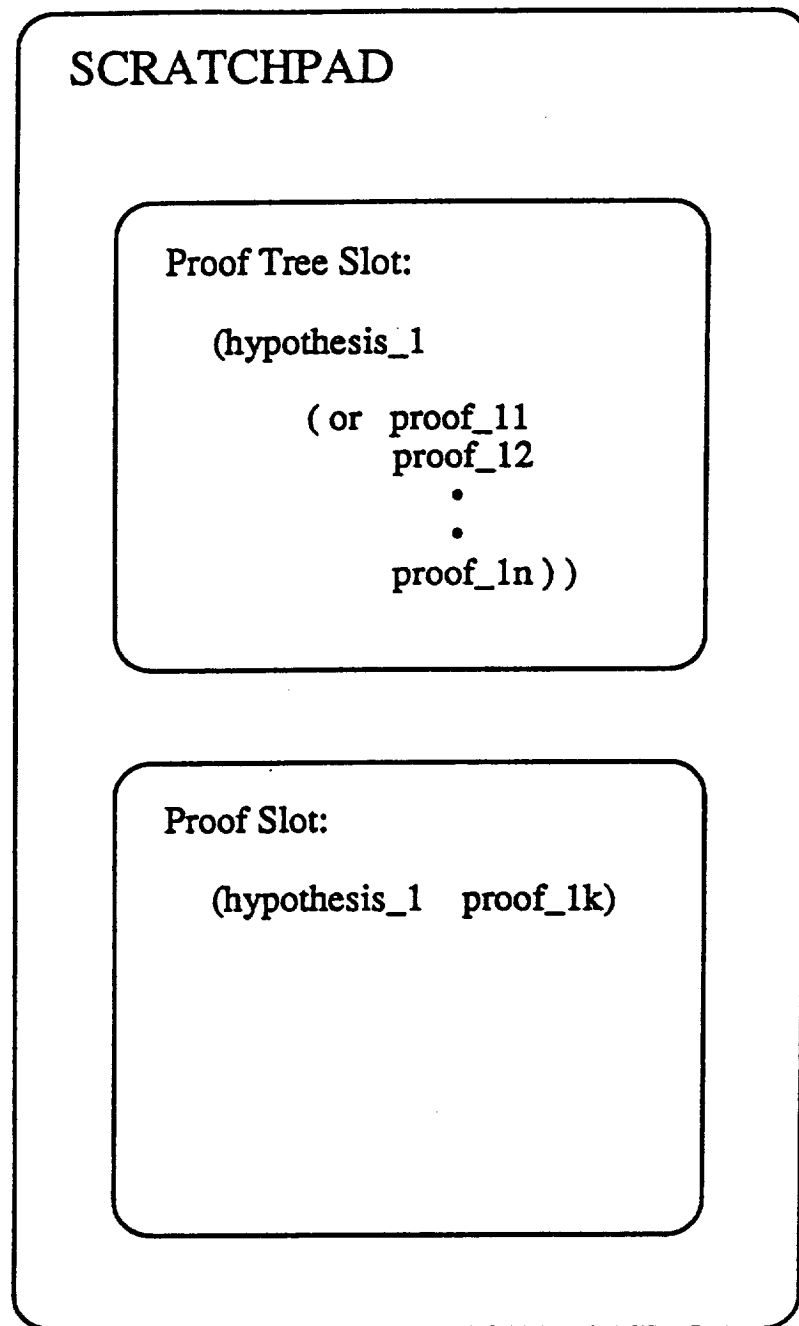 SCRATCHPAD
Proof Tree Slot:
(hypothesis_1
( or proof_11
proof_12
•
•
proof_1n ) )
Proof Slot:
(hypothesis_1 proof_1k)